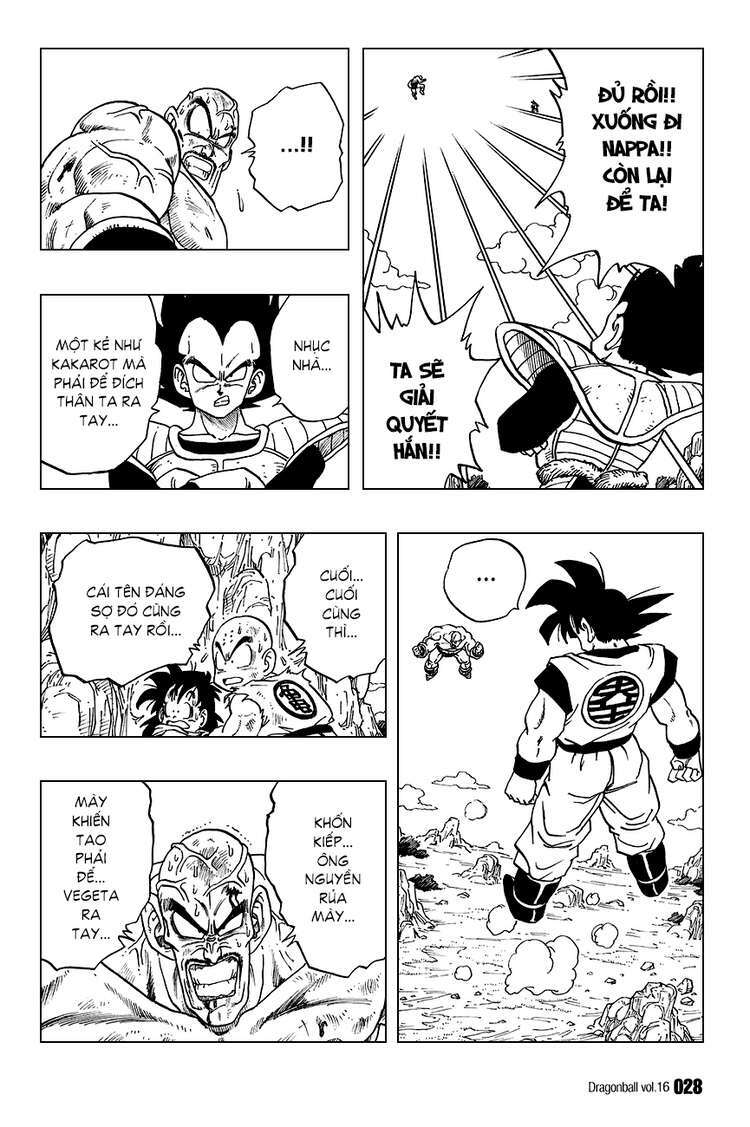 ĐỦ RỒI!!
XUỐNG ĐI
NAPPA!!
CÒN LẠI
ĐỂ TA!
TA SẼ
GIẢI
QUYẾT
HẮN!!
...!!
NHỤC
NHÃ...
MỘT KẺ NHƯ
KAKAROT MÀ
PHẢI ĐỂ ĐÍCH
THÂN TA RA
TAY...
...
CUỐI...
CUỐI
CÙNG
THÌ...
CÁI TÊN ĐÁNG
SỢ ĐÓ CŨNG
RA TAY RỒI...
KHỐN
KIẾP...
ÔNG
NGUYỀN
RỦA
MÀY...
MÀY
KHIẾN
TAO
PHẢI
ĐỂ...
VEGETA
RA
TAY...
Dragonball vol.16 028